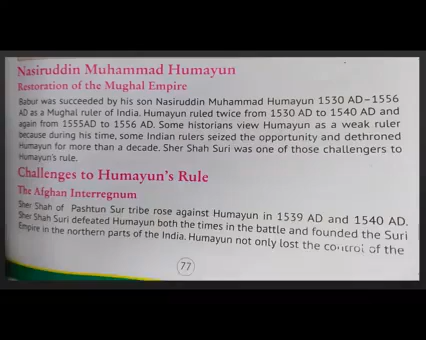 Nasiruddin Muhammad Humayun
Restoration of the Mughal Empire
Babur was succeeded by his son Nasiruddin Muhammad Humayun 1530 AD-1556
AD as a Mughal ruler of India. Humayun ruled twice from 1530 AD to 1540 AD and
again from 1555AD to 1556 AD. Some historians view Humayun as a weak ruler
because during his time, some Indian rulers seized the opportunity and dethroned
Humayun for more than a decade. Sher Shah Suri was one of those challengers to
Humayun's rule.
Challenges to Humayun's Rule
The Afghan Interregnum
Sher Shah of Pashtun Sur tribe rose against Humayun in 1539 AD and 1540 AD.
Sher Shah Suri defeated Humayun both the times in the battle and founded the Suri
Empire in the northern parts of the India. Humayun not only lost the control of the
77